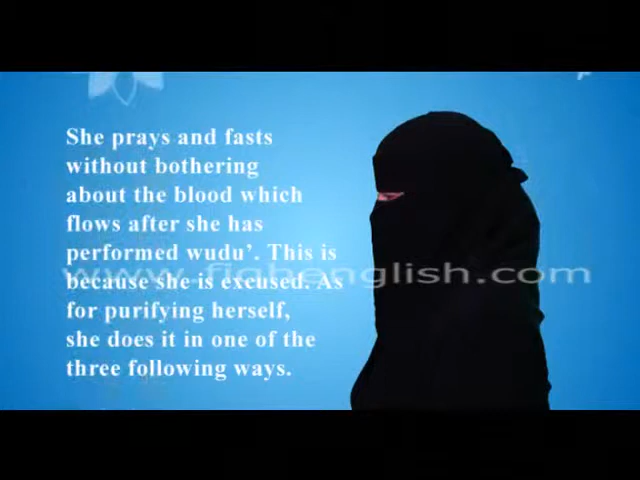 She prays and fasts
without bothering
about the blood which
flows after she has
performed wudu’. This is
because she is excused. As
for purifying herself,
she does it in one of the
three following ways.
www.fiqhenglish.com